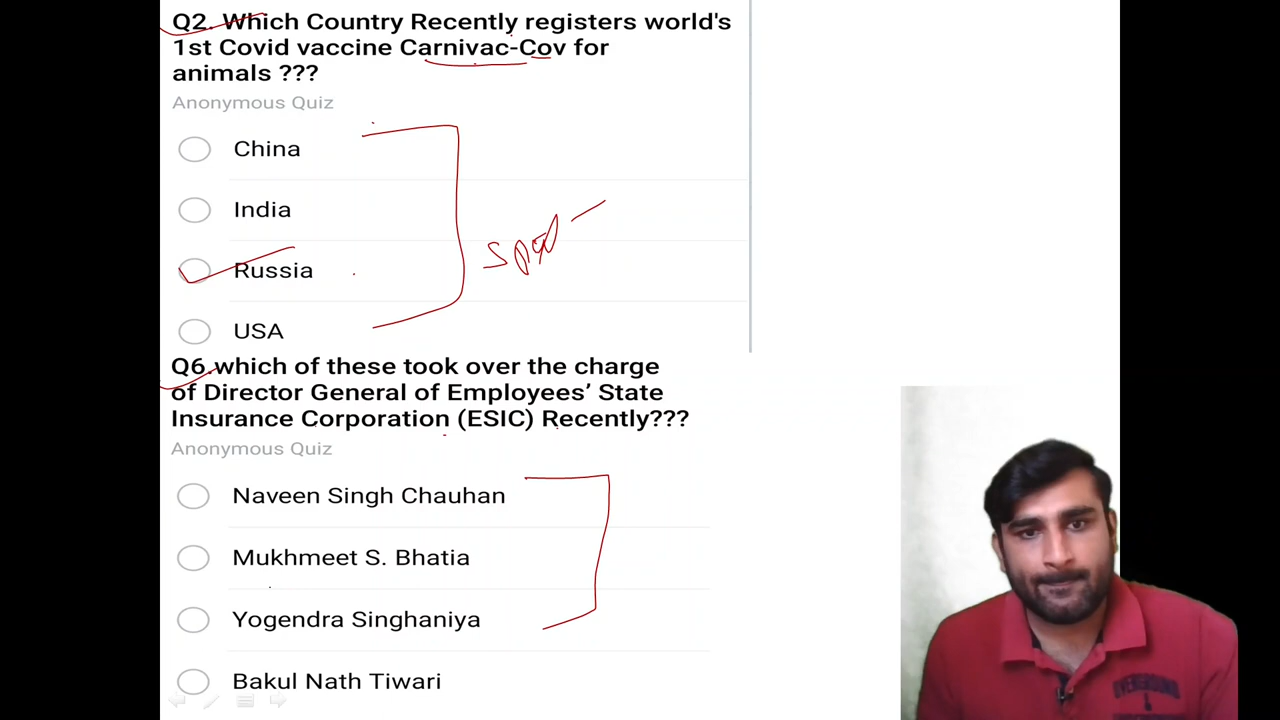 Q2. Which Country Recently registers world's
1st Covid vaccine Carnivac-Cov for
animals ???
Anonymous Quiz
China
India
Russia
USA
Q6.which of these took over the charge
of Director General of Employees’ State
Insurance Corporation (ESIC) Recently???
Anonymous Quiz
Naveen Singh Chauhan
Mukhmeet S. Bhatia
Yogendra Singhaniya
Bakul Nath Tiwari